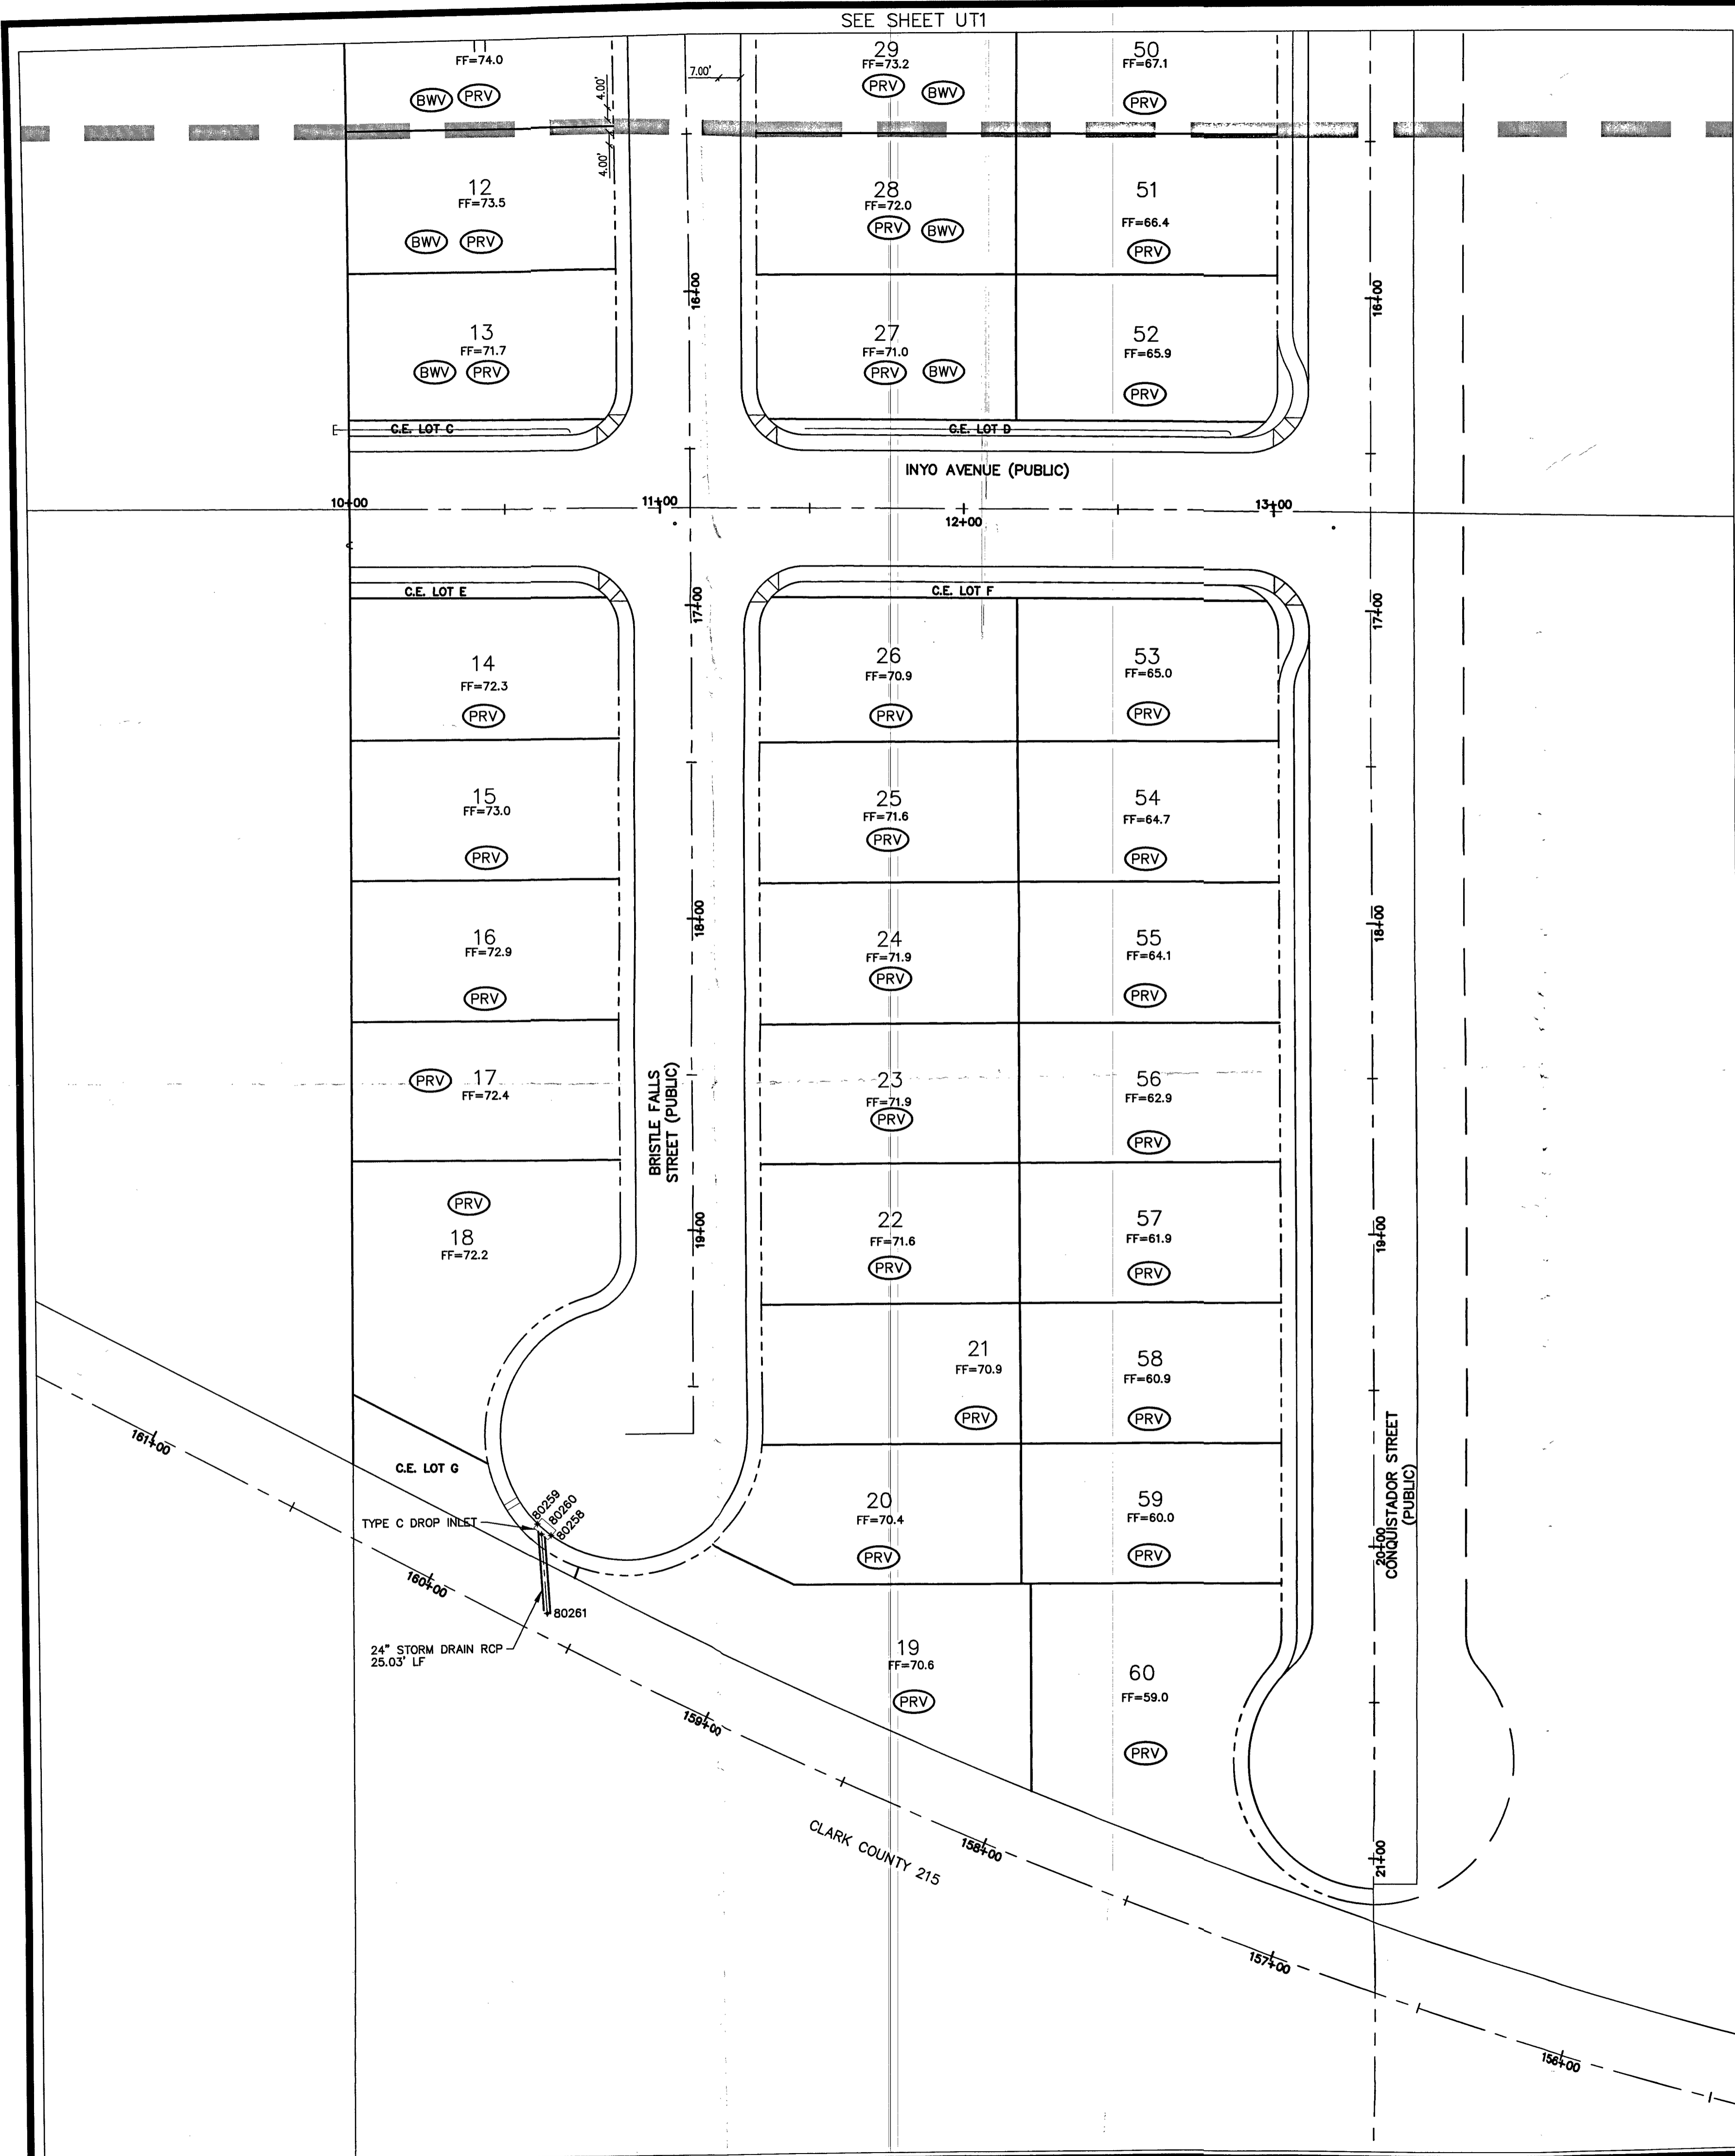 SEE SHEET UT1
FF=74.0
BWV PRV
4.00'
4.00'
7.00'
29
FF=73.2
PRV BWV
50
FF=67.1
PRV
12
FF=73.5
BWV PRV
28
FF=72.0
PRV BWV
51
FF=66.4
PRV
16+00
16+00
13
FF=71.7
BWV PRV
27
FF=71.0
PRV BWV
52
FF=65.9
PRV
C.E. LOT C
C.E. LOT D
INYO AVENUE (PUBLIC)
10+00
11+00
12+00
13+00
C.E. LOT E
C.E. LOT F
17+00
17+00
14
FF=72.3
PRV
26
FF=70.9
PRV
53
FF=65.0
PRV
15
FF=73.0
PRV
25
FF=71.6
PRV
54
FF=64.7
PRV
18+00
18+00
16
FF=72.9
PRV
24
FF=71.9
PRV
55
FF=64.1
PRV
PRV 17
FF=72.4
BRISTLE FALLS
STREET (PUBLIC)
23
FF=71.9
PRV
56
FF=62.9
PRV
PRV
18
FF=72.2
19+00
22
FF=71.6
PRV
57
FF=61.9
PRV
19+00
21
FF=70.9
PRV
58
FF=60.9
PRV
161+00
C.E. LOT G
CONQUISTADOR STREET
(PUBLIC)
20+00
TYPE C DROP INLET
80259
80260
80258
20
FF=70.4
PRV
59
FF=60.0
PRV
160+00
80261
24" STORM DRAIN RCP
25.03' LF
19
FF=70.6
PRV
60
FF=59.0
PRV
159+00
CLARK COUNTY 215
158+00
21+00
157+00
156+00